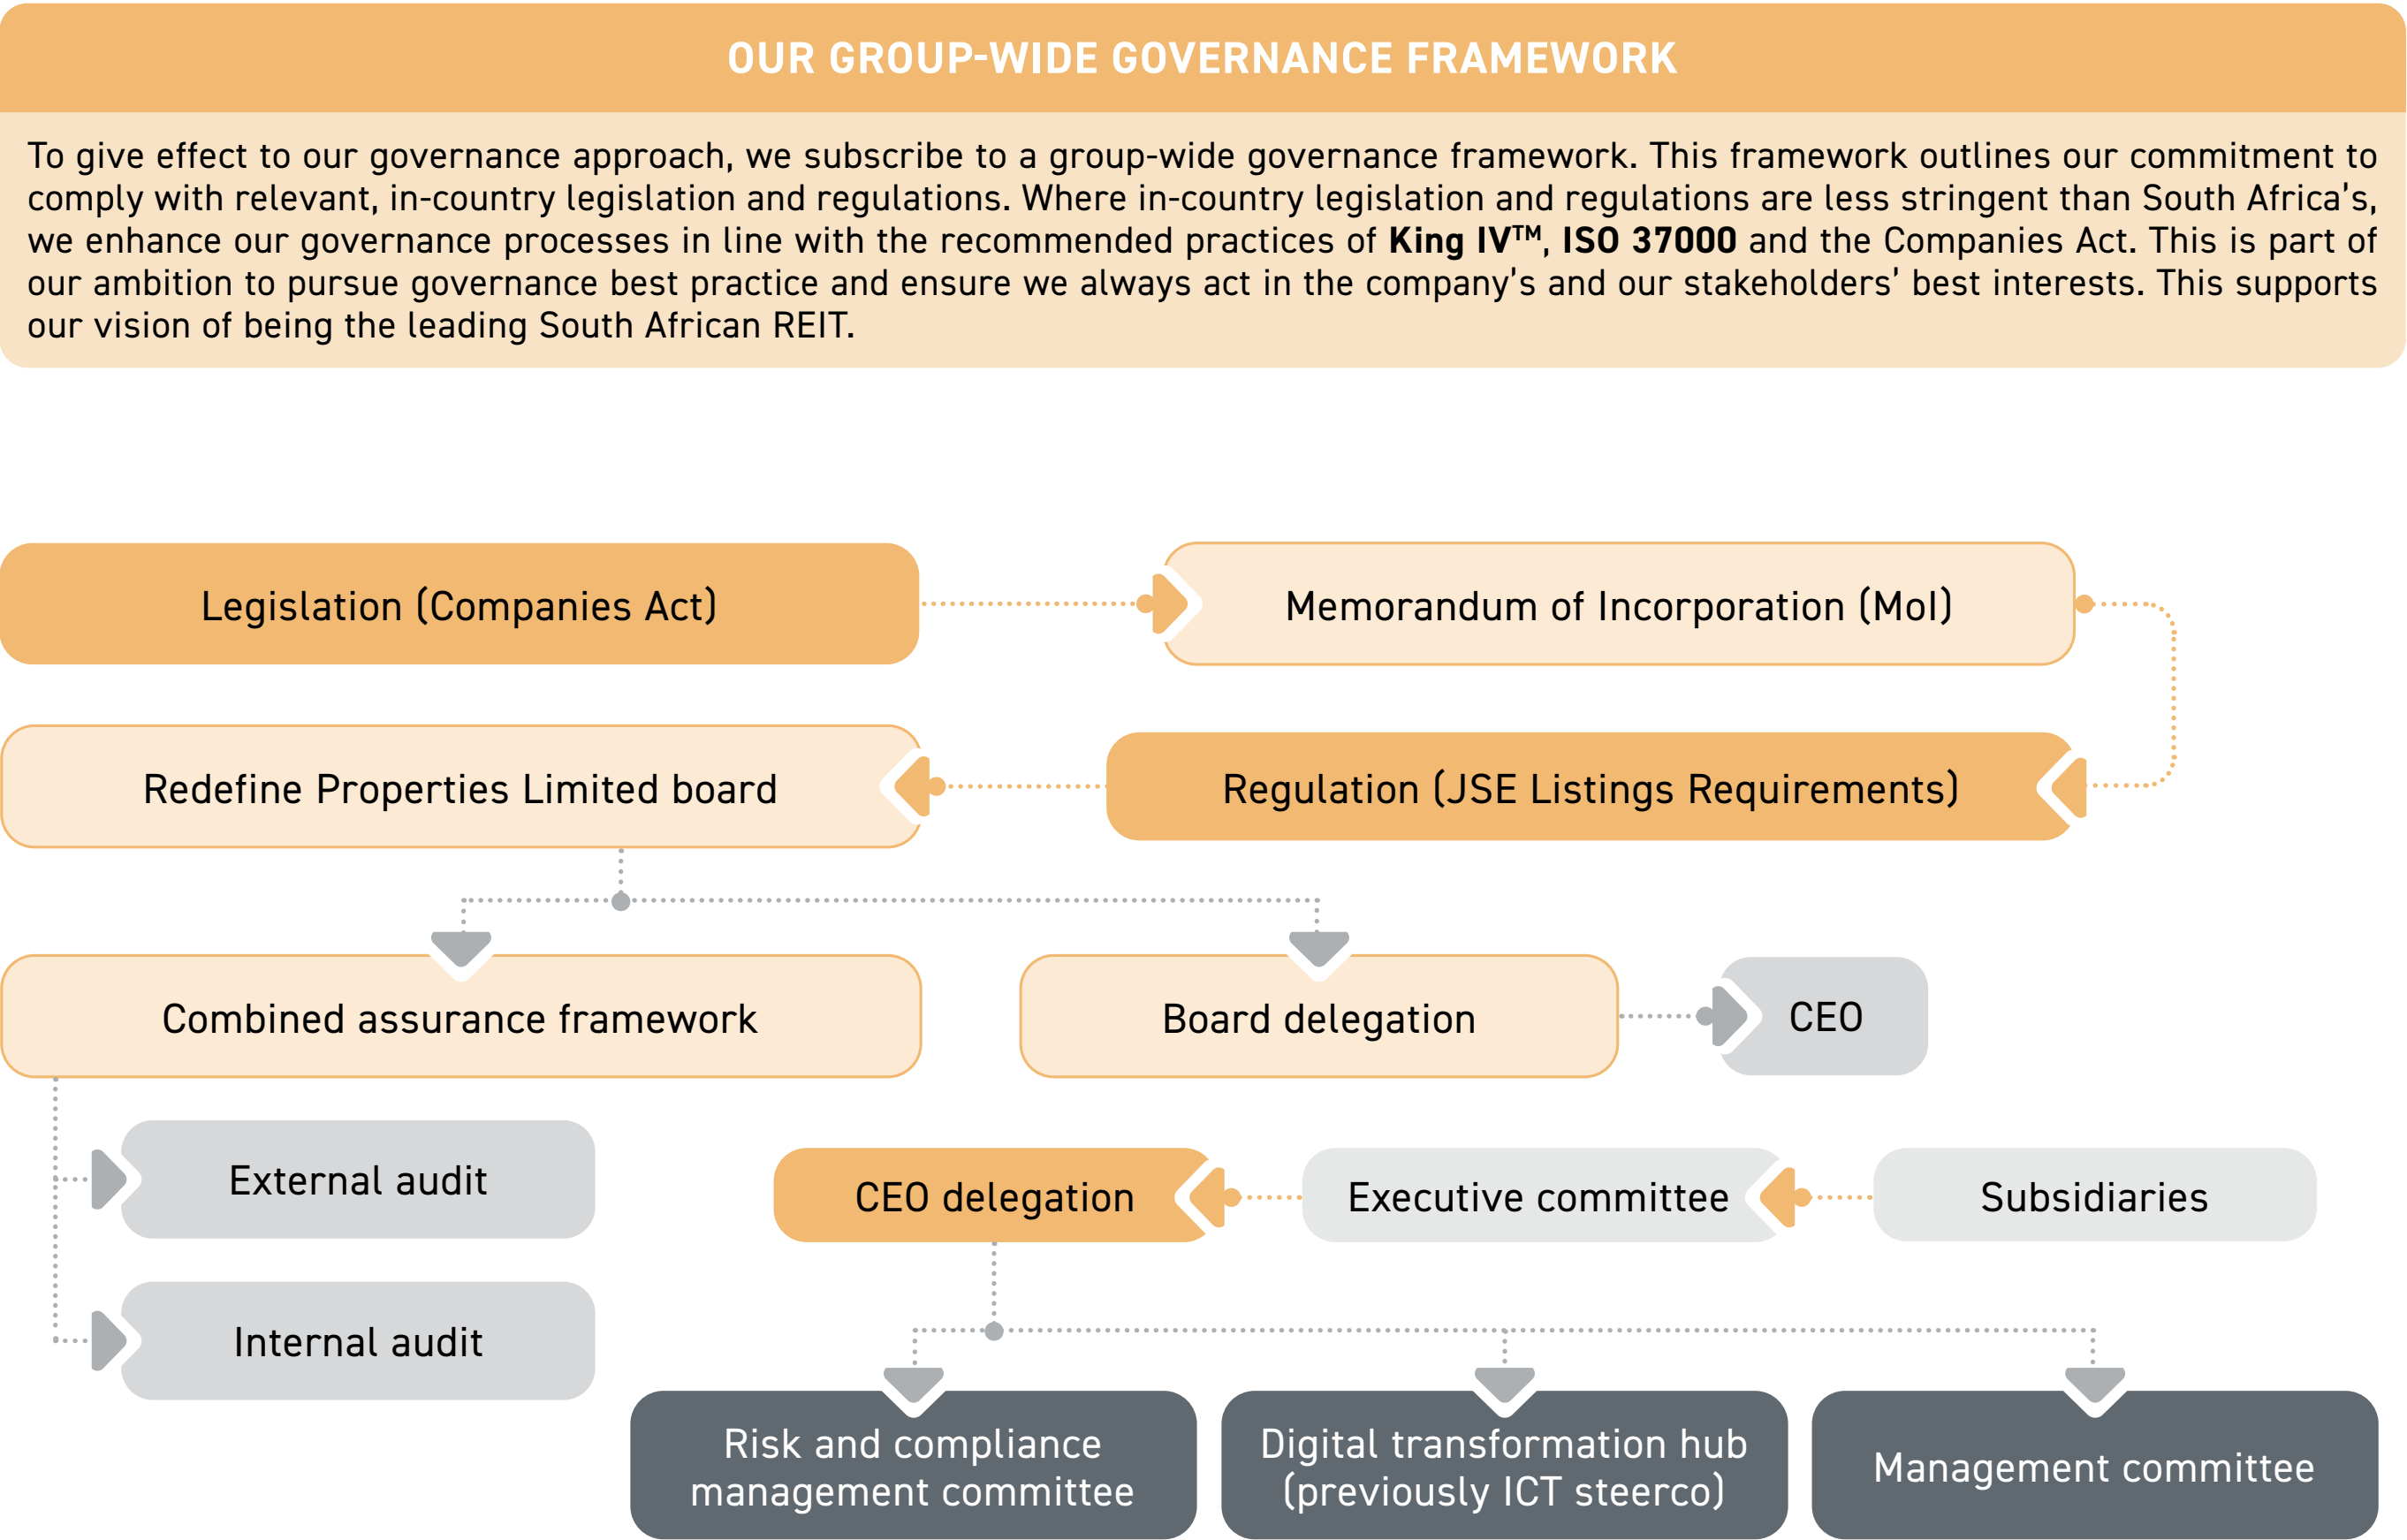 OUR GROUP-WIDE GOVERNANCE FRAMEWORK
To give effect to our governance approach, we subscribe to a group-wide governance framework. This framework outlines our commitment to
comply with relevant, in-country legislation and regulations. Where in-country legislation and regulations are less stringent than South Africa's,
we enhance our governance processes in line with the recommended practices of King IV™, ISO 37000 and the Companies Act. This is part of
our ambition to pursue governance best practice and ensure we always act in the company's and our stakeholders' best interests. This supports
our vision of being the leading South African REIT.
Legislation (Companies Act)
Memorandum of Incorporation (MoI)
Redefine Properties Limited board
Regulation (JSE Listings Requirements)
Combined assurance framework
Board delegation
CEO
External audit
CEO delegation
Executive committee
Subsidiaries
Internal audit
Risk and compliance
management committee
Digital transformation hub
(previously ICT steerco)
Management committee